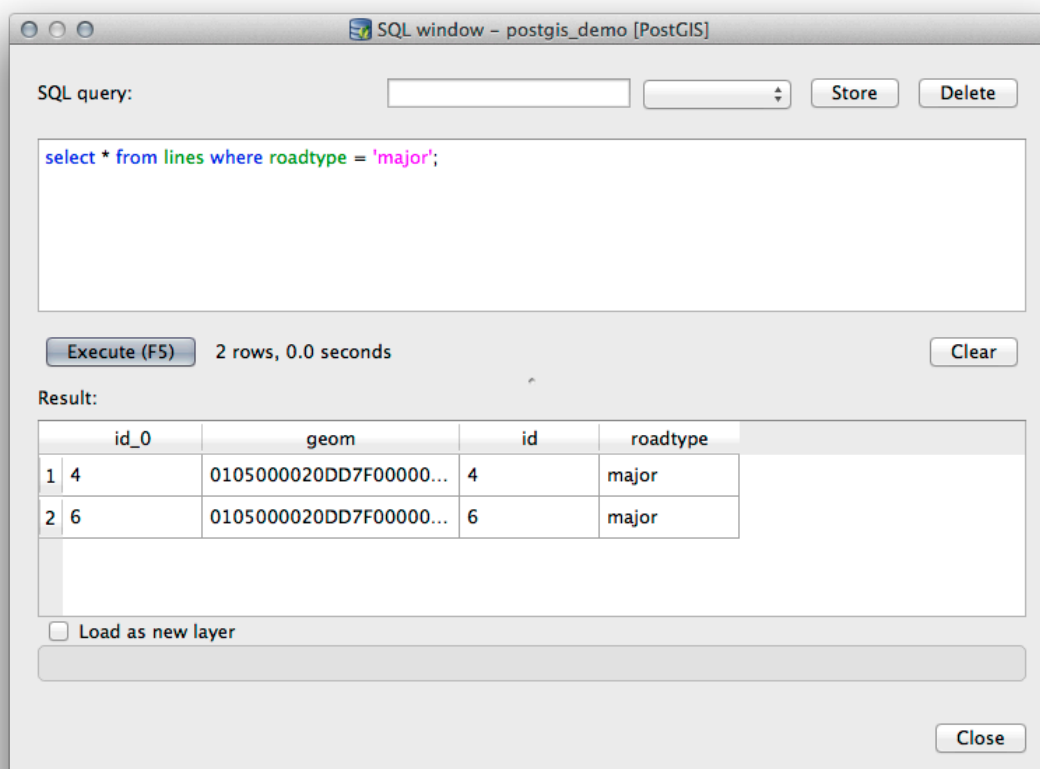 SQL window – postgis_demo [PostGIS]
SQL query: Store Delete
select * from lines where roadtype = 'major';
Execute (F5) 2 rows, 0.0 seconds Clear
Result:
id_0 geom id roadtype
1 4 0105000020DD7F00000... 4 major
2 6 0105000020DD7F00000... 6 major
Load as new layer
Close